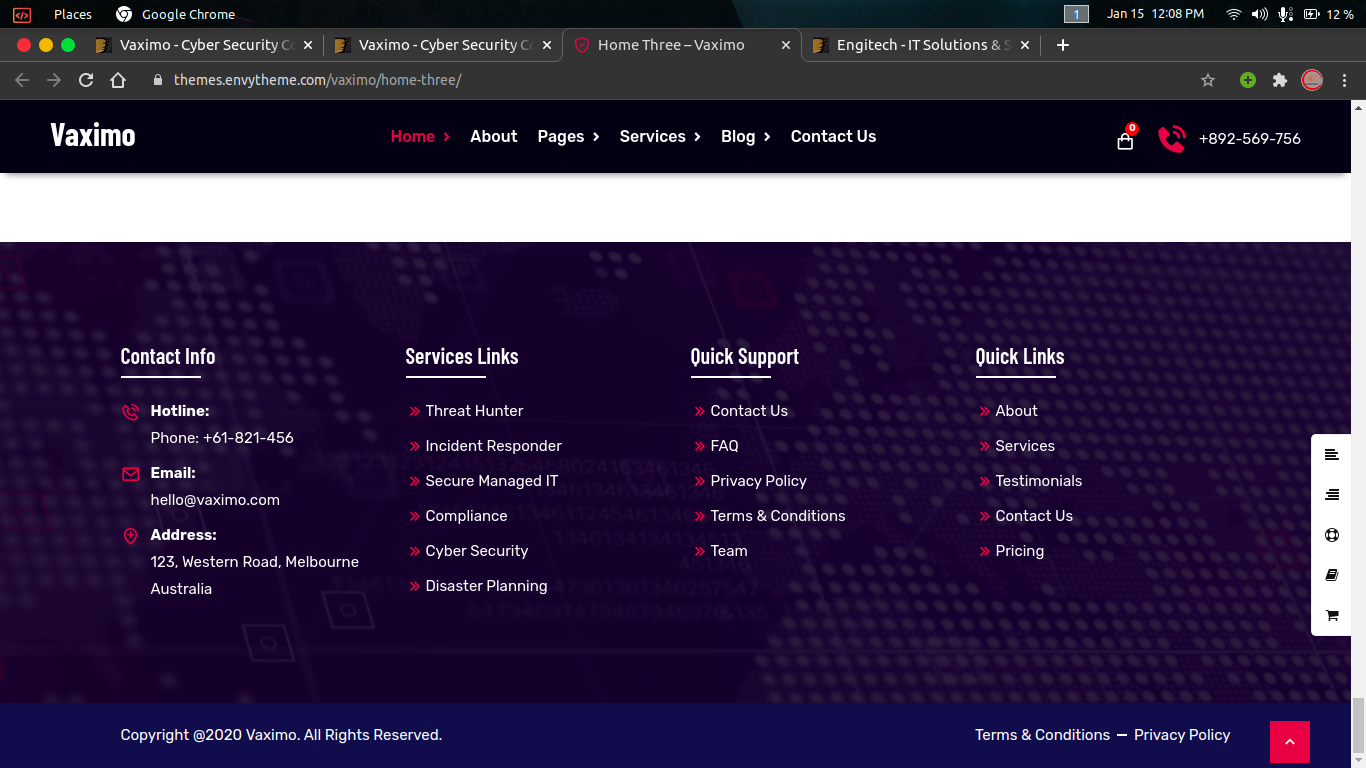 Places Google Chrome 1 Jan 15 12:08 PM 12 %
Vaximo - Cyber Security C Vaximo - Cyber Security C Home Three – Vaximo Engitech - IT Solutions & S
themes.envytheme.com/vaximo/home-three/
Vaximo Home About Pages Services Blog Contact Us 0 +892-569-756
Contact Info
Hotline:
Phone: +61-821-456
Email:
hello@vaximo.com
Address:
123, Western Road, Melbourne
Australia
Services Links
Threat Hunter
Incident Responder
Secure Managed IT
Compliance
Cyber Security
Disaster Planning
Quick Support
Contact Us
FAQ
Privacy Policy
Terms & Conditions
Team
Quick Links
About
Services
Testimonials
Contact Us
Pricing
Copyright @2020 Vaximo. All Rights Reserved. Terms & Conditions Privacy Policy